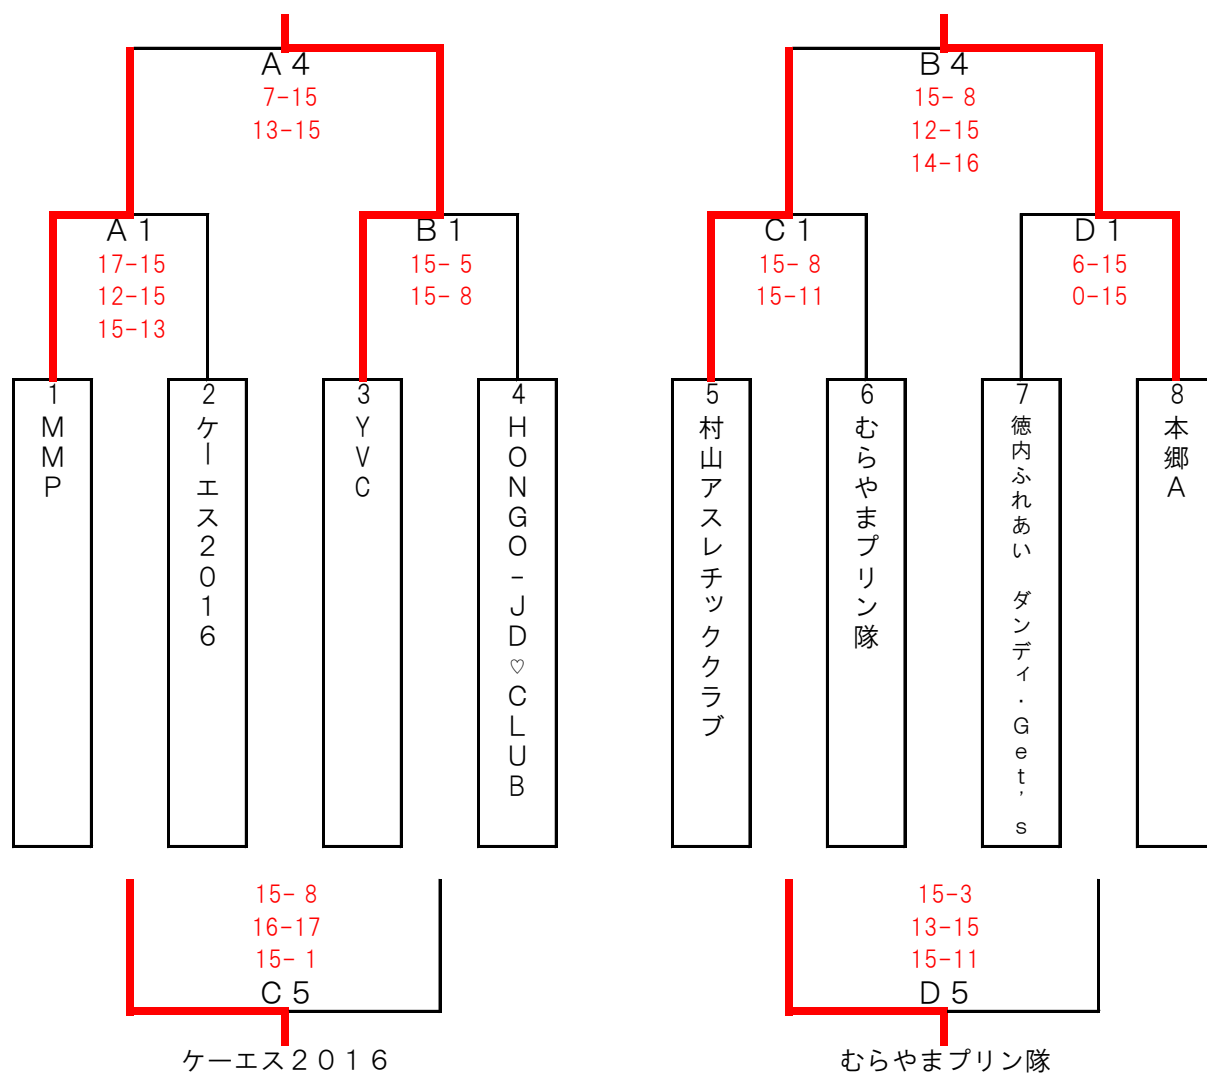 A4
7-15
13-15
B4
15- 8
12-15
14-16
A1
17-15
12-15
15-13
B1
15- 5
15- 8
C1
15- 8
15-11
D1
6-15
0-15
1
MMP
2
ケーエス2016
3
YVC
4
HONGO-JD♡CLUB
5
村山アスレチッククラブ
6
むらやまプリン隊
7
徳内ふれあい　ダンディ・Get’s
8
本郷A
15- 8
16-17
15- 1
C5
ケーエス2016
15-3
13-15
15-11
D5
むらやまプリン隊